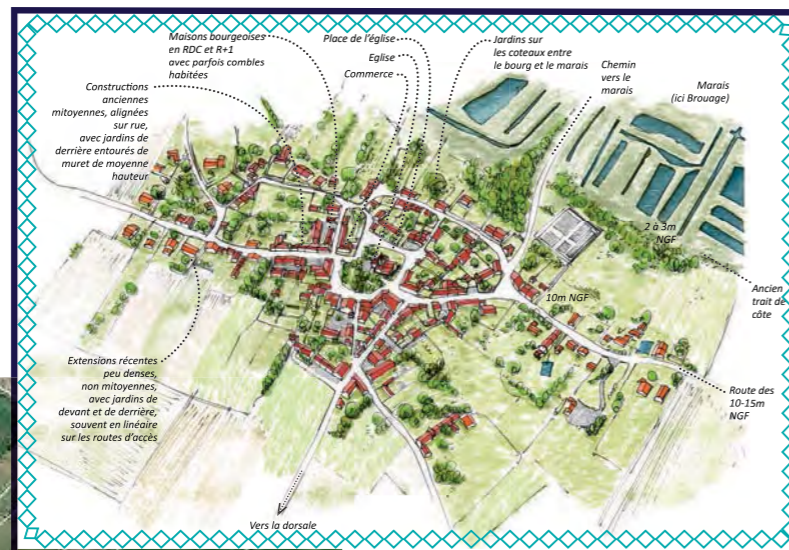 Maisons bourgeoises
en RDC et R+1
avec parfois combles
habitées
Place de l'église
Eglise
Commerce
Jardins sur
les coteaux entre
le bourg et le marais
Chemin
vers le
marais
Marais
(ici Brouage)
Constructions
anciennes
mitoyennes, alignées
sur rue,
avec jardins de
derrière entourés de
muret de moyenne
hauteur
2 à 3m
NGF
Ancien
trait de
côte
10m NGF
Extensions récentes
peu denses,
non mitoyennes,
avec jardins de
devant et de derrière,
souvent en linéaire
sur les routes d'accès
Route des
10-15m
NGF
Vers la dorsale